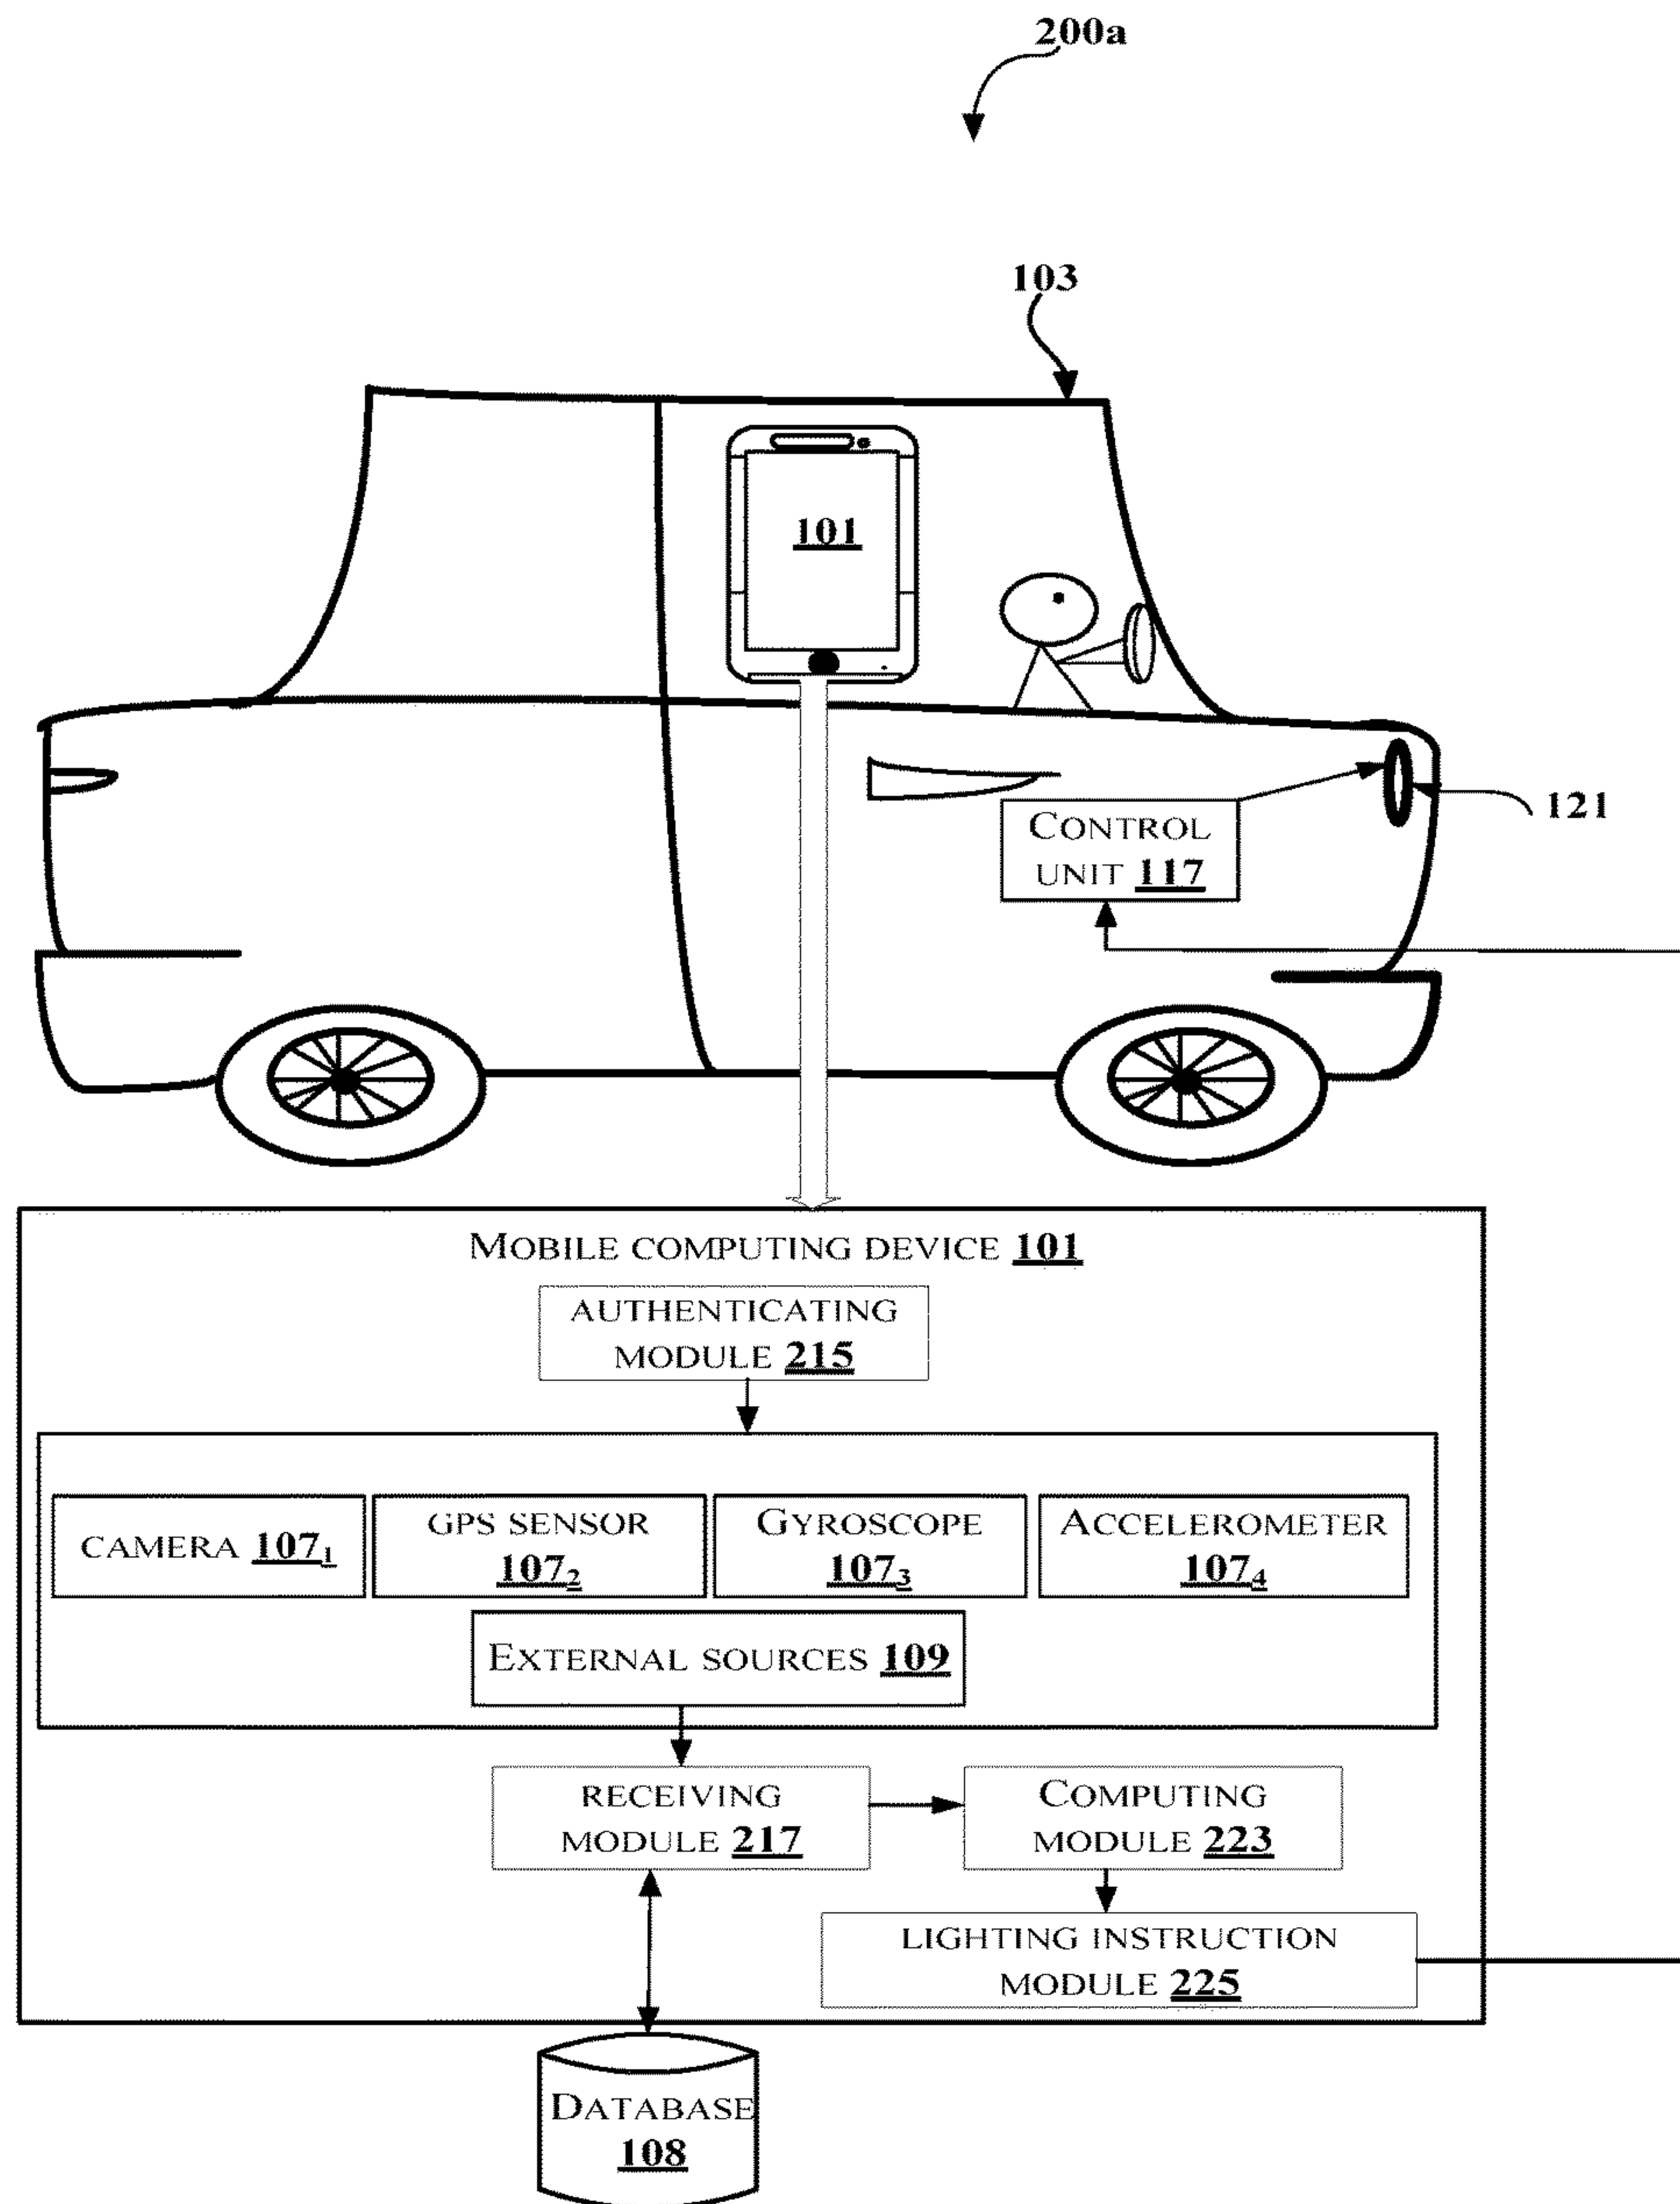 200a
103
101
CONTROL
UNIT 117
121
MOBILE COMPUTING DEVICE 101
AUTHENTICATING
MODULE 215
CAMERA 107₁
GPS SENSOR
107₂
GYROSCOPE
107₃
ACCELEROMETER
107₄
EXTERNAL SOURCES 109
RECEIVING
MODULE 217
COMPUTING
MODULE 223
LIGHTING INSTRUCTION
MODULE 225
DATABASE
108